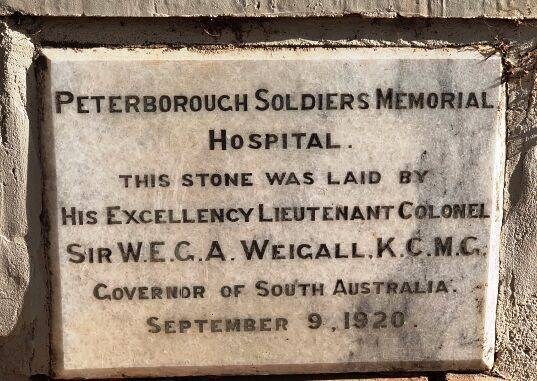 PETERBOROUGH SOLDIERS MEMORIAL
HOSPITAL.
THIS STONE WAS LAID BY
HIS EXCELLENCY LIEUTENANT COLONEL
SIR W.E.G.A. WEIGALL, K.C.M.G.
GOVERNOR OF SOUTH AUSTRALIA.
SEPTEMBER 9, 1920.